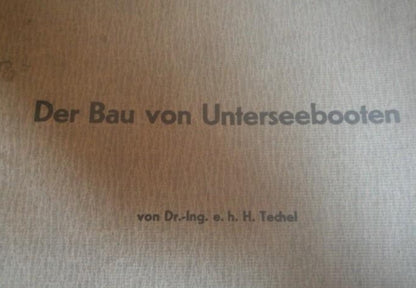 Der Bau von Unterseebooten
von Dr.-Ing. e. h. H. Techel